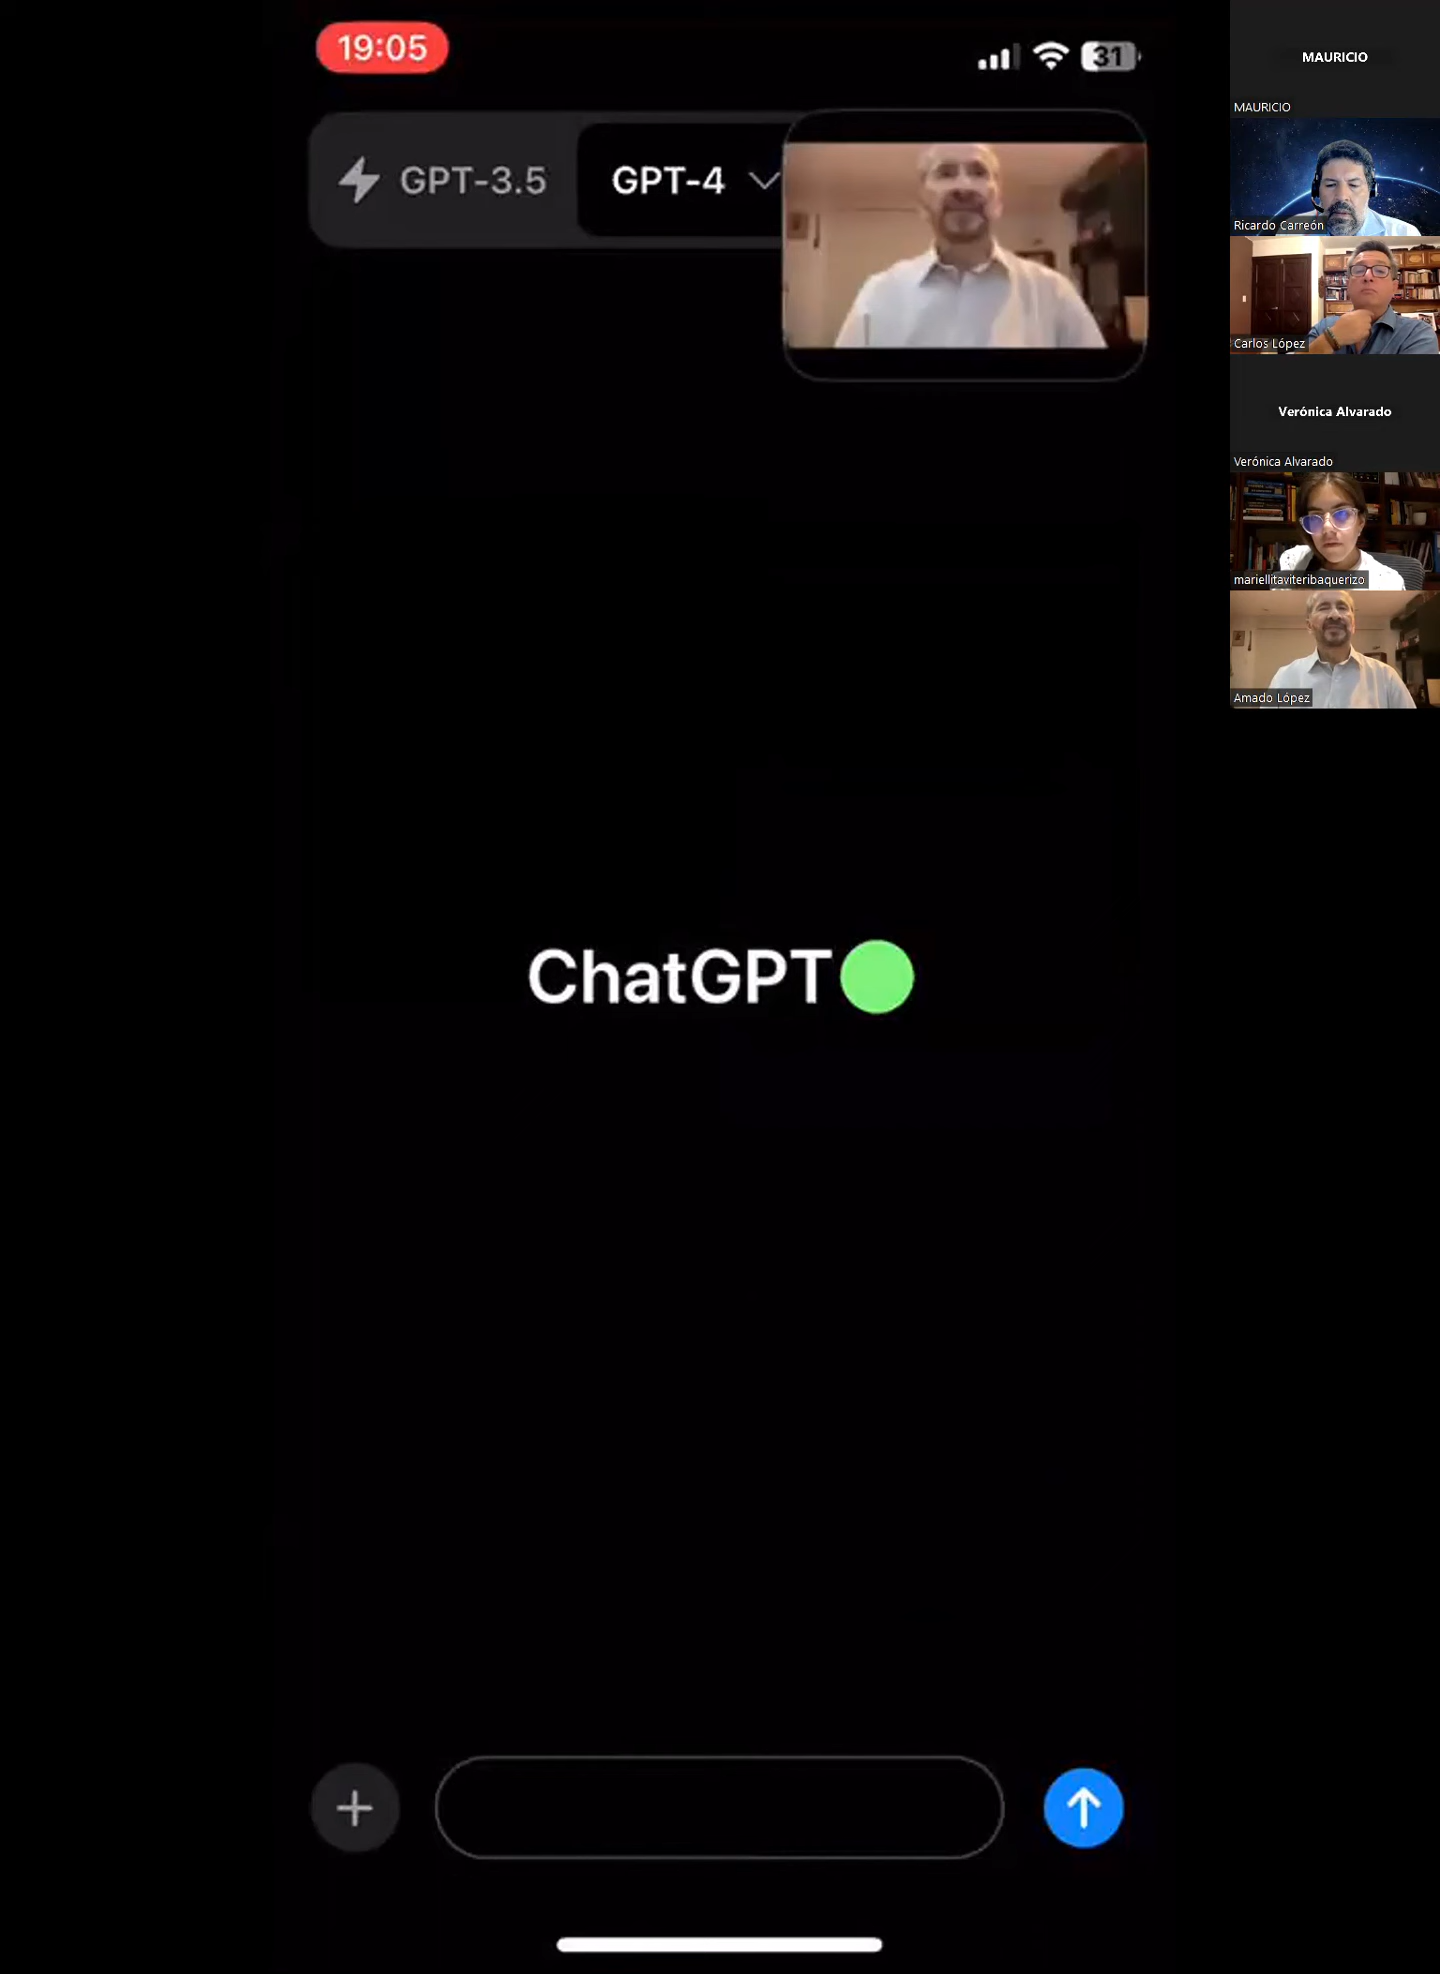 19:05
31
GPT-3.5
GPT-4
ChatGPT
MAURICIO
MAURICIO
Ricardo Carreón
Carlos López
Verónica Alvarado
Verónica Alvarado
mariellitaviteribaquerizo
Amado López